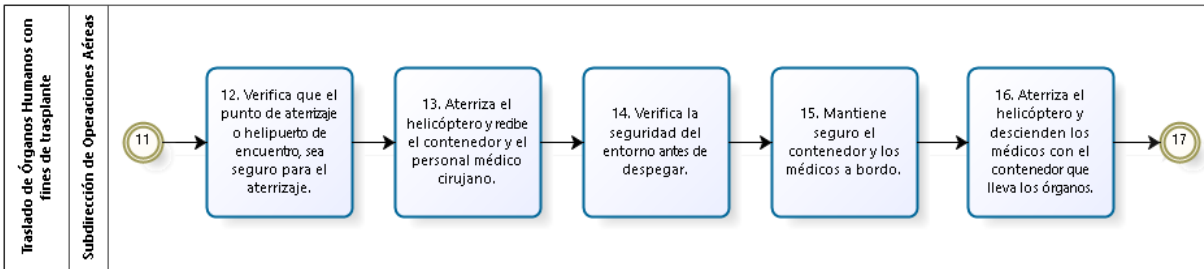 Traslado de Órganos Humanos con
fines de trasplante
Subdirección de Operaciones Aéreas
11
12. Verifica que el
punto de aterrizaje
o helipuerto de
encuentro, sea
seguro para el
aterrizaje.
13. Aterriza el
helicóptero y recibe
el contenedor y el
personal médico
cirujano.
14. Verifica la
seguridad del
entorno antes de
despegar.
15. Mantiene
seguro el
contenedor y los
médicos a bordo.
16. Aterriza el
helicóptero y
descienden los
médicos con el
contenedor que
lleva los órganos.
17